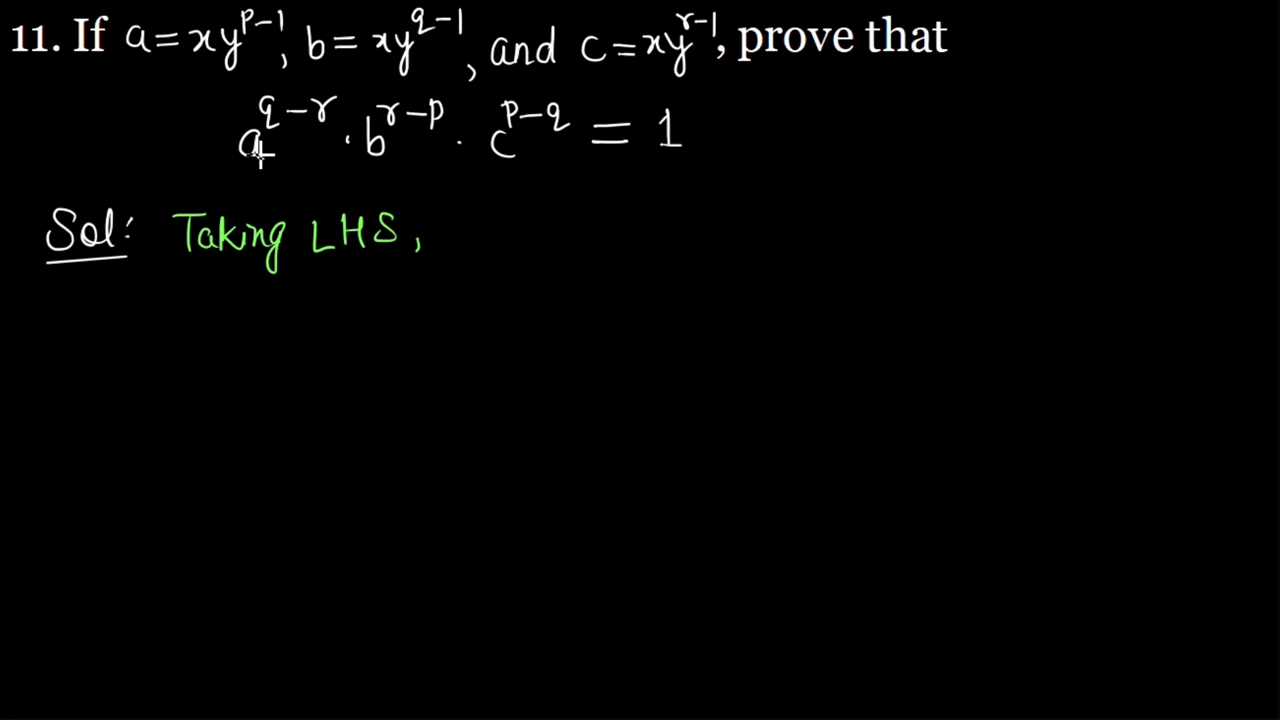 11. If a = xy^{p-1}, b = xy^{q-1}, and c = xy^{r-1}, prove that
a^{q-r} · b^{r-p} · c^{p-q} = 1
Sol: Taking LHS,